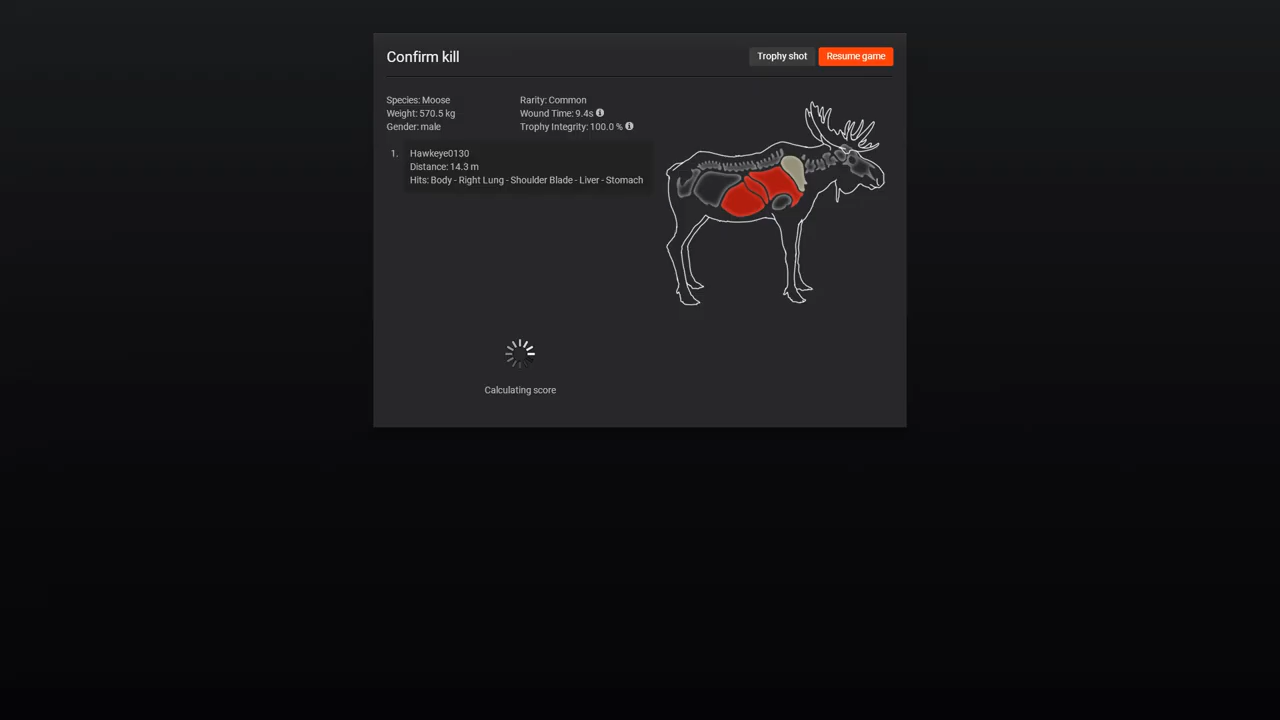 Confirm kill
Trophy shot
Resume game
Species: Moose
Rarity: Common
Weight: 570.5 kg
Wound Time: 9.4s
Gender: male
Trophy Integrity: 100.0 %
1.
Hawkeye0130
Distance: 14.3 m
Hits: Body - Right Lung - Shoulder Blade - Liver - Stomach
Calculating score